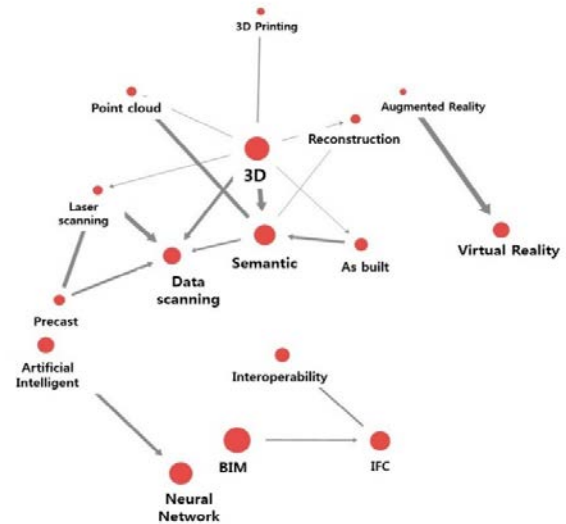 3D Printing
Point cloud
Augmented Reality
Reconstruction
3D
Laser
scanning
Virtual Reality
Semantic
As built
Data
scanning
Precast
Artificial
Intelligent
Interoperability
BIM
IFC
Neural
Network